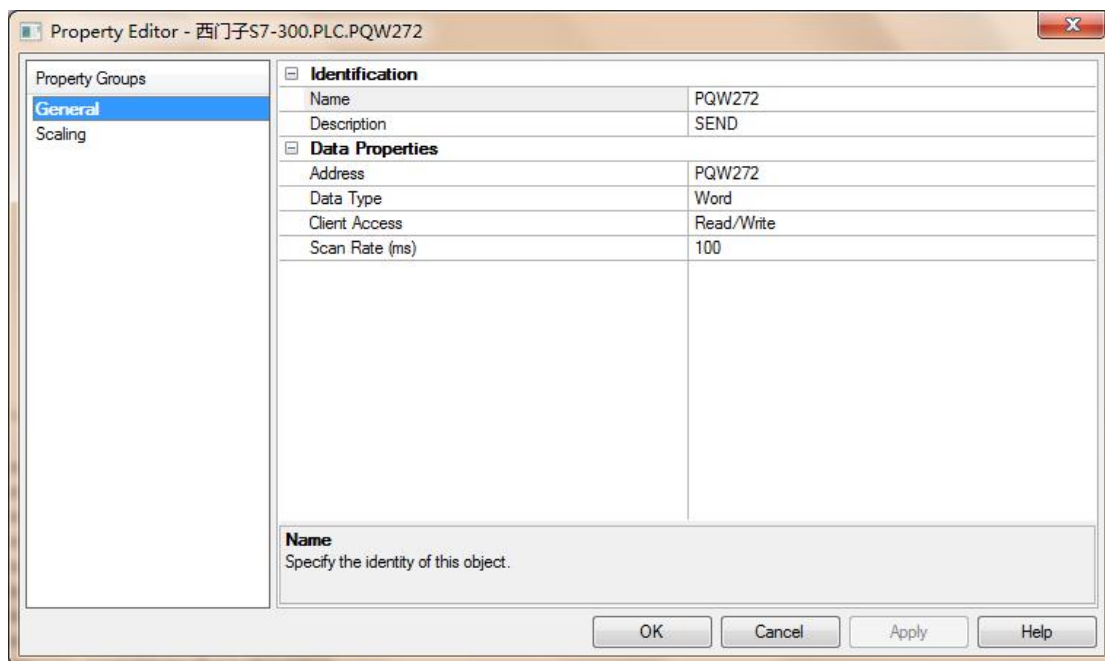 Property Editor - 西门子S7-300.PLC.PQW272
Property Groups
General
Scaling
Identification
Name PQW272
Description SEND
Data Properties
Address PQW272
Data Type Word
Client Access Read/Write
Scan Rate (ms) 100
Name
Specify the identity of this object.
OK Cancel Apply Help